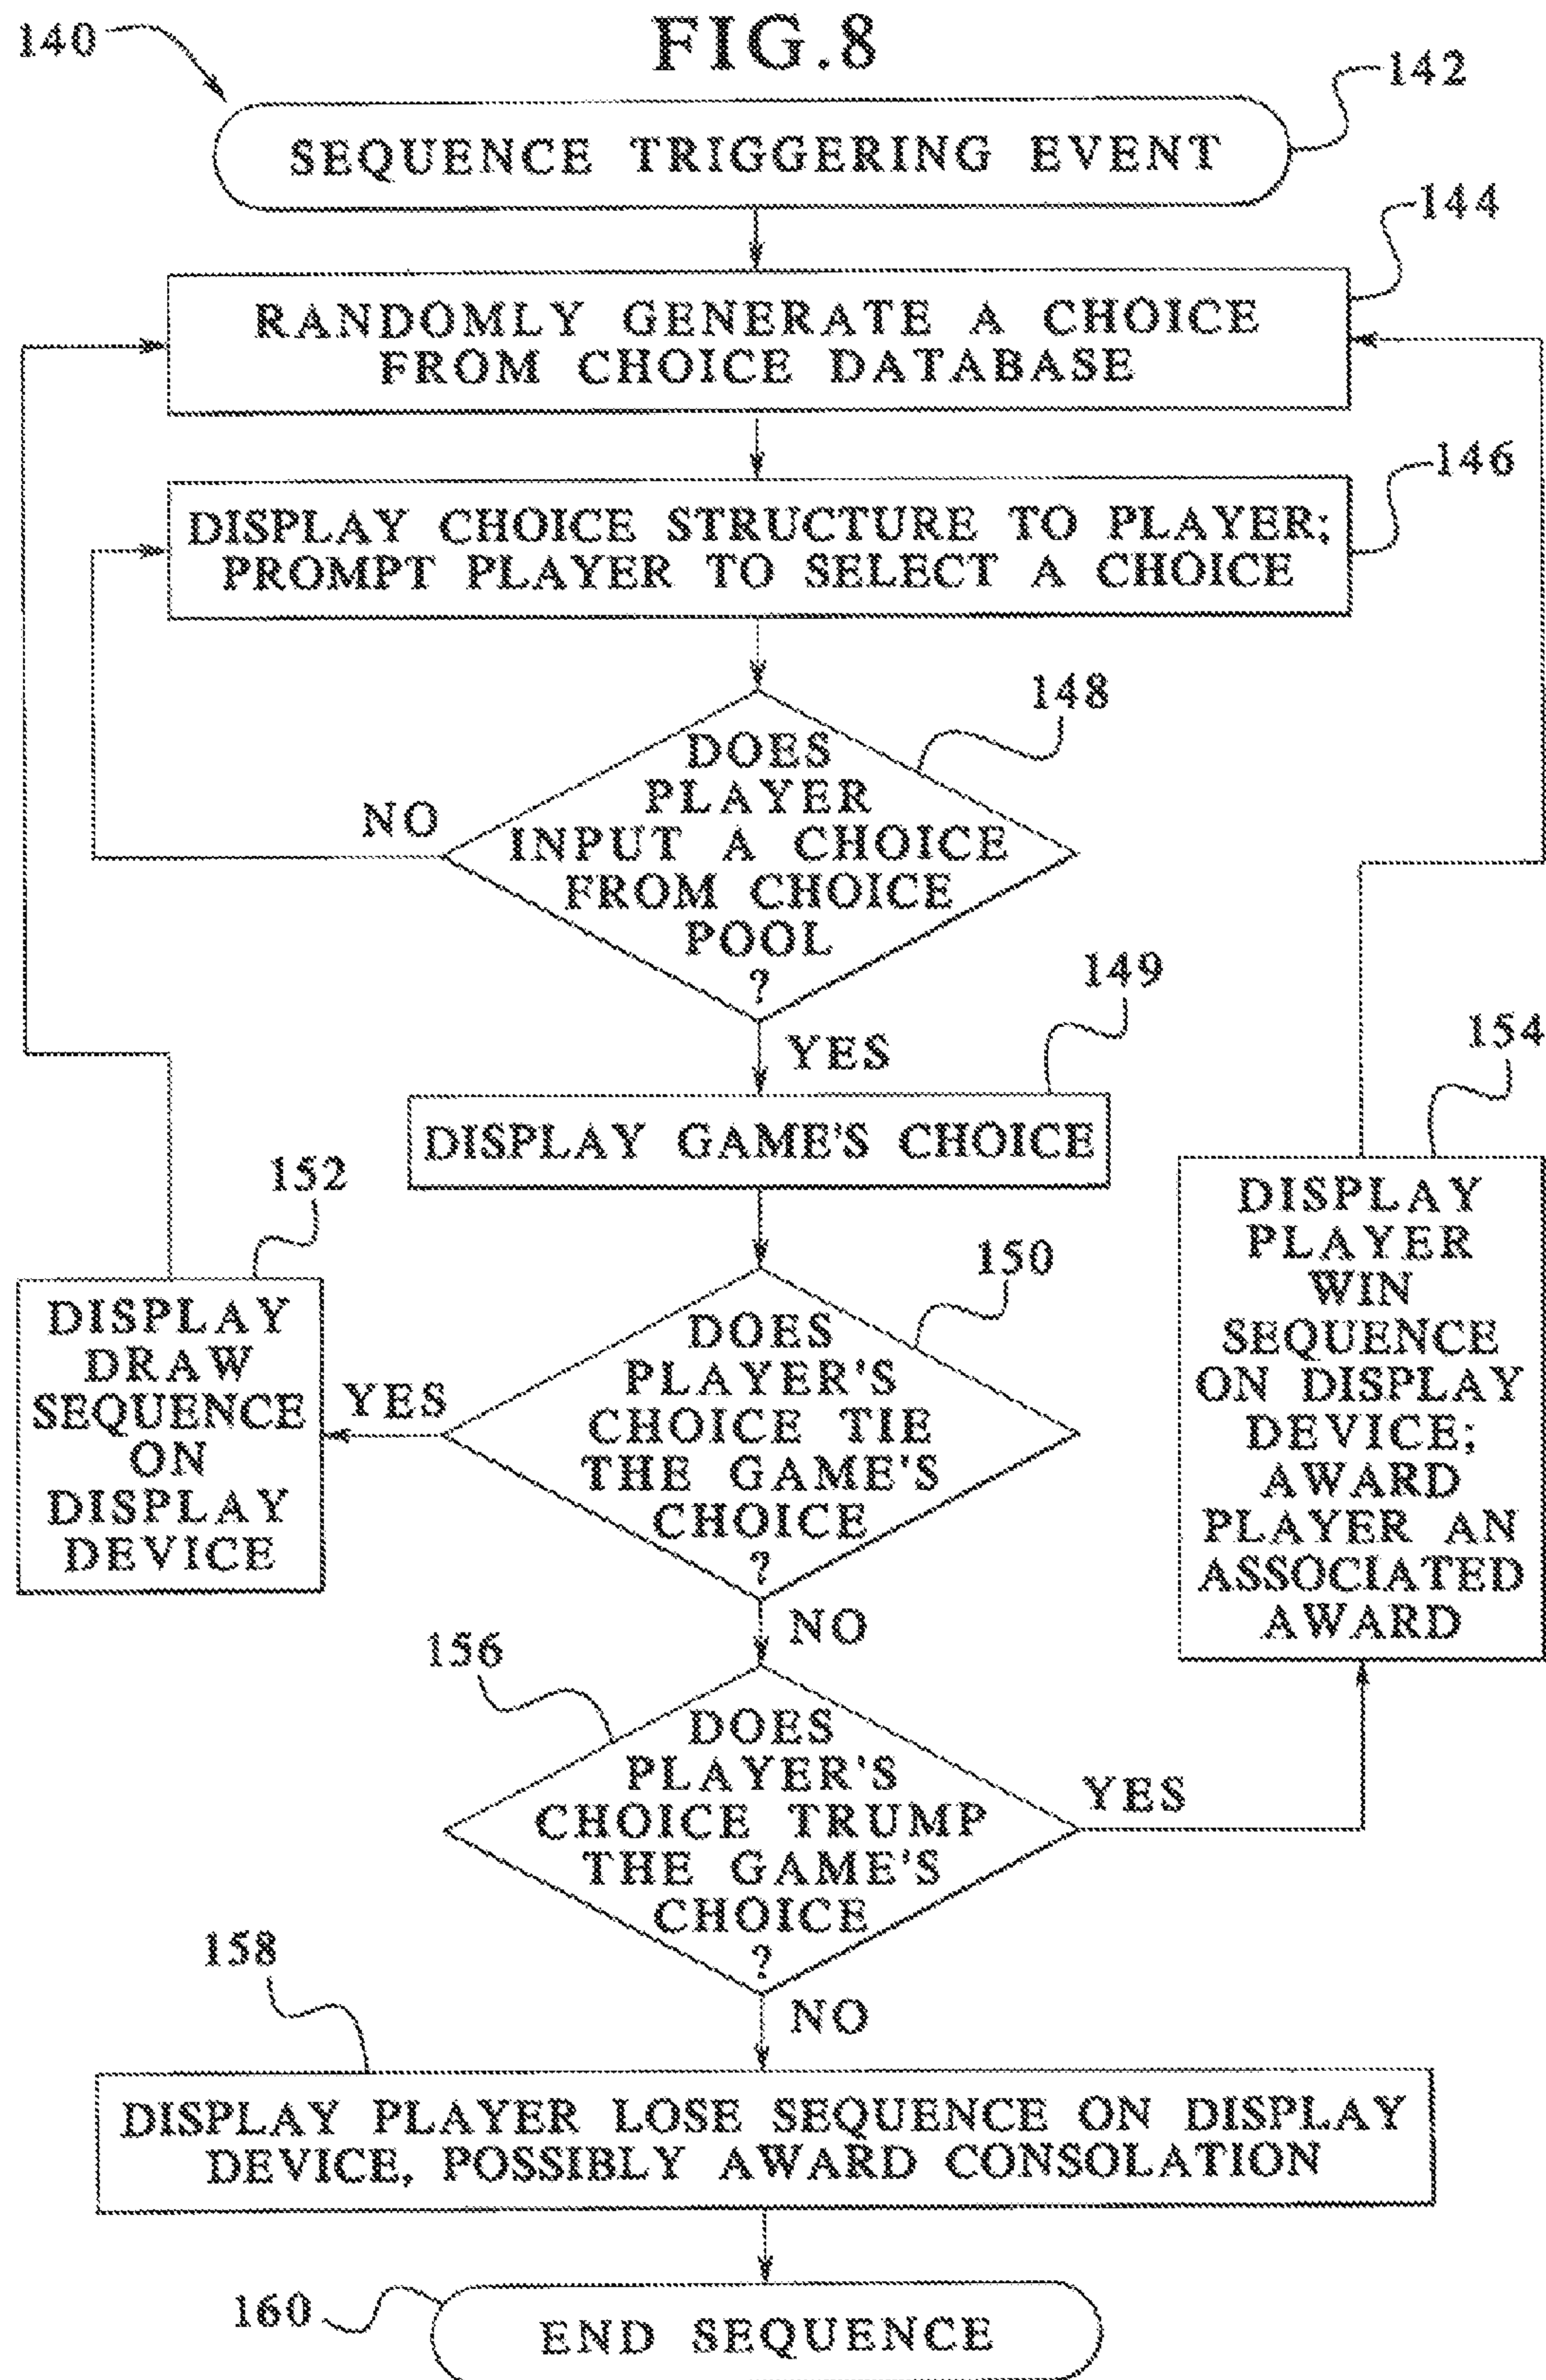 FIG.8
140
142
SEQUENCE TRIGGERING EVENT
144
RANDOMLY GENERATE A CHOICE
FROM CHOICE DATABASE
146
DISPLAY CHOICE STRUCTURE TO PLAYER;
PROMPT PLAYER TO SELECT A CHOICE
148
DOES
PLAYER
INPUT A CHOICE
FROM CHOICE
POOL
?
NO
YES
149
DISPLAY GAME'S CHOICE
150
DOES
PLAYER'S
CHOICE TIE
THE GAME'S
CHOICE
?
YES
152
DISPLAY
DRAW
SEQUENCE
ON
DISPLAY
DEVICE
154
DISPLAY
PLAYER
WIN
SEQUENCE
ON DISPLAY
DEVICE;
AWARD
PLAYER AN
ASSOCIATED
AWARD
NO
156
DOES
PLAYER'S
CHOICE TRUMP
THE GAME'S
CHOICE
?
YES
NO
158
DISPLAY PLAYER LOSE SEQUENCE ON DISPLAY
DEVICE, POSSIBLY AWARD CONSOLATION
160
END SEQUENCE